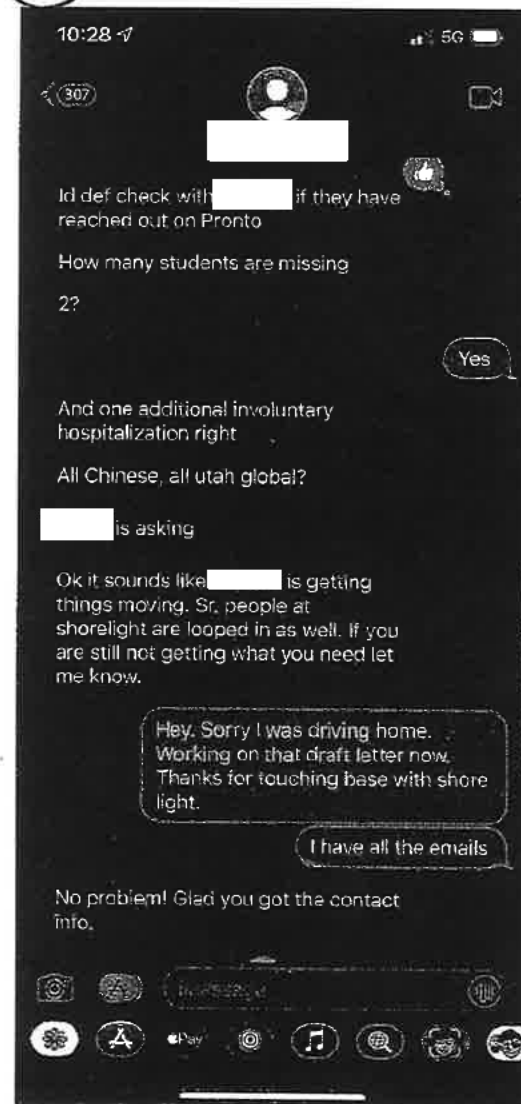 10:28
5G
307
Id def check with if they have
reached out on Pronto
How many students are missing
2?
Yes
And one additional involuntary
hospitalization right
All Chinese, all utah global?
is asking
Ok it sounds like is getting
things moving. Sr. people at
shorelight are looped in as well. If you
are still not getting what you need let
me know.
Hey. Sorry I was driving home.
Working on that draft letter now.
Thanks for touching base with shore
light.
I have all the emails
No problem! Glad you got the contact
info.
Pay